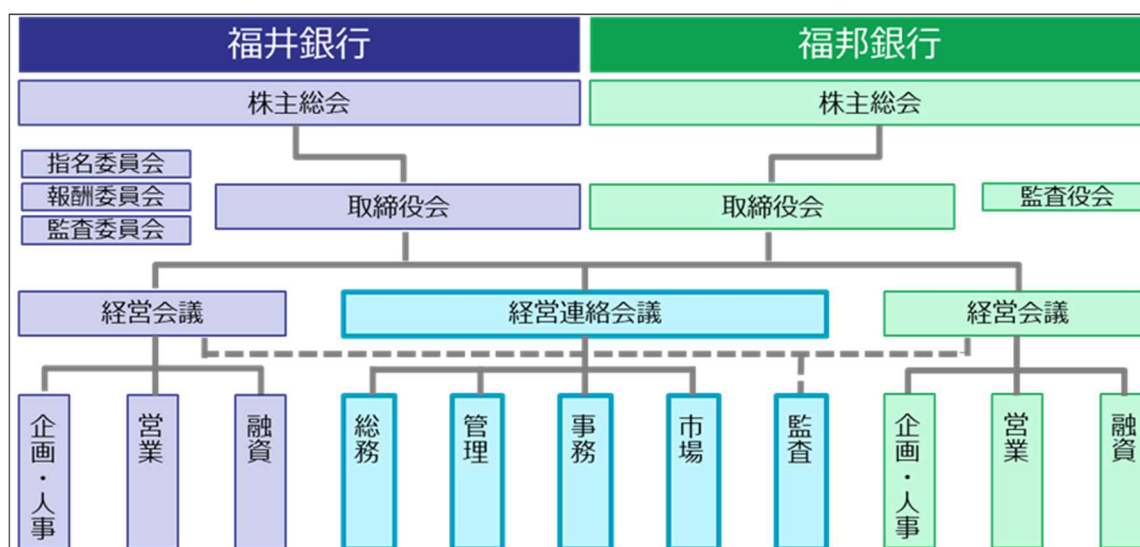 福井銀行
福邦銀行
株主総会
株主総会
指名委員会
報酬委員会
監査委員会
取締役会
取締役会
監査役会
経営会議
経営連絡会議
経営会議
企画・人事
営業
融資
総務
管理
事務
市場
監査
企画・人事
営業
融資